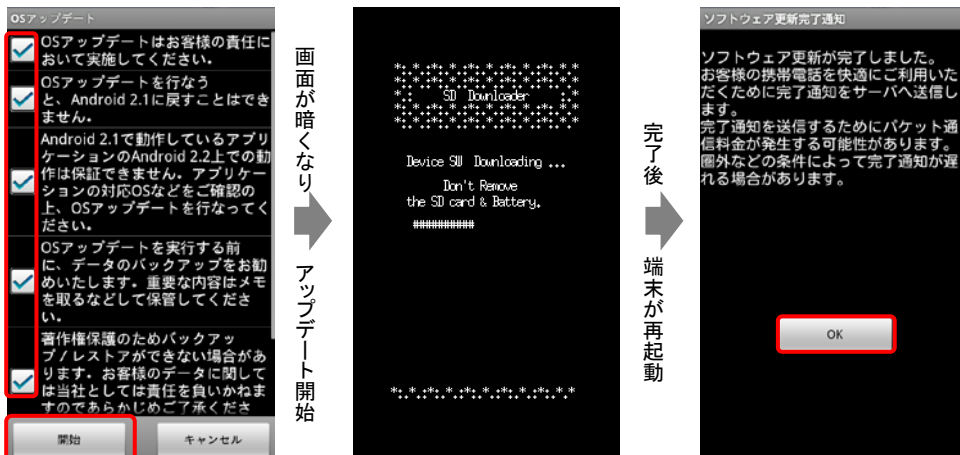 OSアップデート
OSアップデートはお客様の責任に
おいて実施してください。
OSアップデートを行なう
と、Android 2.1に戻すことはでき
ません。
Android 2.1で動作しているアプリ
ケーションのAndroid 2.2上での動
作は保証できません。アプリケー
ションの対応OSなどをご確認の
上、OSアップデートを行なってく
ださい。
OSアップデートを実行する前
に、データのバックアップをお勧
めいたします。重要な内容はメモ
を取るなどして保管してくださ
い。
著作権保護のためバックアッ
プ/レストアができない場合があ
ります。お客様のデータに関して
は当社としては責任を負いかねま
すのであらかじめご了承くださ
開始
キャンセル
画面が暗くなり
アップデート開始
SD Downloader
Device SW Downloading ...
Don't Remove
the SD card & Battery.
###########
完了後
端末が再起動
ソフトウェア更新完了通知
ソフトウェア更新が完了しました。
お客様の携帯電話を快適にご利用いた
だくために完了通知をサーバへ送信し
ます。
完了通知を送信するためにパケット通
信料金が発生する可能性があります。
圏外などの条件によって完了通知が遅
れる場合があります。
OK